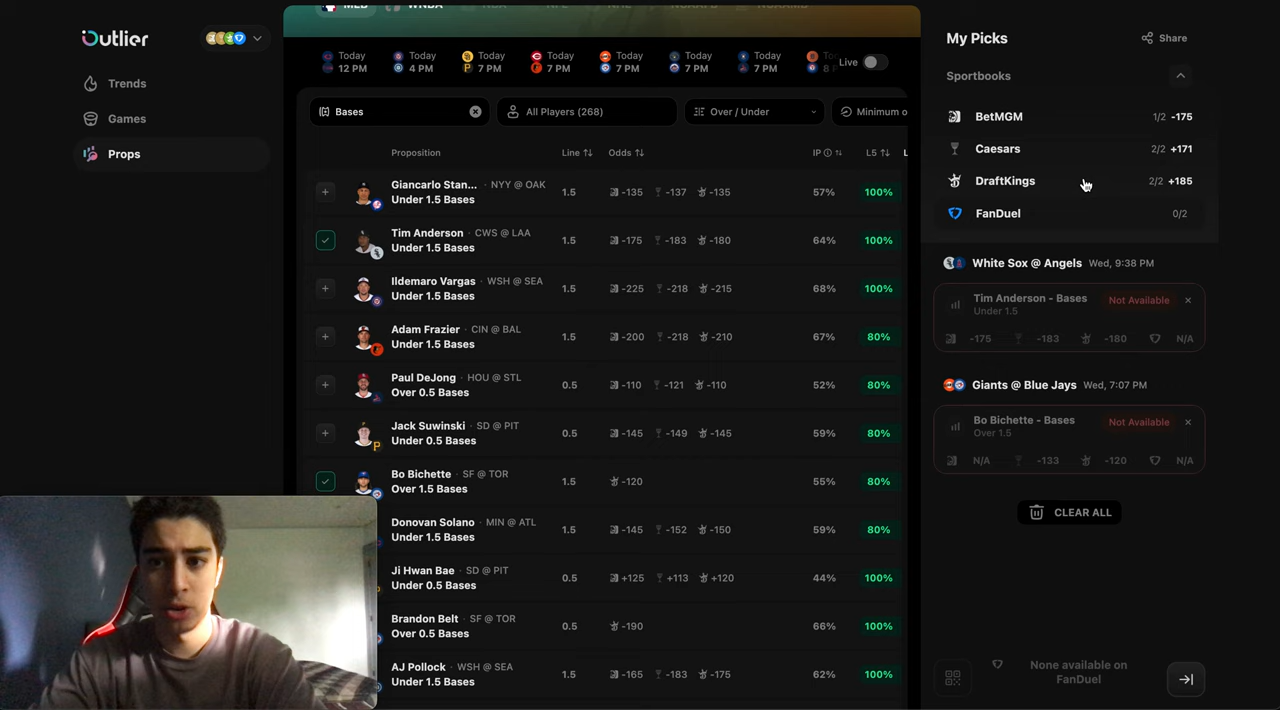 MLB WNBA NBA NFL NHL NCAAFB NCAAMB
Outlier
Trends
Games
Props
Today
12 PM
Today
4 PM
Today
7 PM
Today
7 PM
Today
7 PM
Today
7 PM
Today
7 PM
8 P
Live
Bases
All Players (268)
Over / Under
Minimum o
Proposition Line Odds IP L5 L
Giancarlo Stan... · NYY @ OAK
Under 1.5 Bases
1.5 -135 -137 -135 57% 100%
Tim Anderson · CWS @ LAA
Under 1.5 Bases
1.5 -175 -183 -180 64% 100%
Ildemaro Vargas · WSH @ SEA
Under 1.5 Bases
1.5 -225 -218 -215 68% 100%
Adam Frazier · CIN @ BAL
Under 1.5 Bases
1.5 -200 -218 -210 67% 80%
Paul DeJong · HOU @ STL
Over 0.5 Bases
0.5 -110 -121 -110 52% 80%
Jack Suwinski · SD @ PIT
Under 0.5 Bases
0.5 -145 -149 -145 59% 80%
Bo Bichette · SF @ TOR
Over 1.5 Bases
1.5 -120 55% 80%
Donovan Solano · MIN @ ATL
Under 1.5 Bases
1.5 -145 -152 -150 59% 80%
Ji Hwan Bae · SD @ PIT
Under 0.5 Bases
0.5 +125 +113 +120 44% 100%
Brandon Belt · SF @ TOR
Over 0.5 Bases
0.5 -190 66% 100%
AJ Pollock · WSH @ SEA
Under 1.5 Bases
1.5 -165 -183 -175 62% 100%
My Picks
Share
Sportbooks
BetMGM 1/2 -175
Caesars 2/2 +171
DraftKings 2/2 +185
FanDuel 0/2
White Sox @ Angels Wed, 9:38 PM
Tim Anderson - Bases Not Available
Under 1.5
-175 -183 -180 N/A
Giants @ Blue Jays Wed, 7:07 PM
Bo Bichette - Bases Not Available
Over 1.5
N/A -133 -120 N/A
CLEAR ALL
None available on
FanDuel